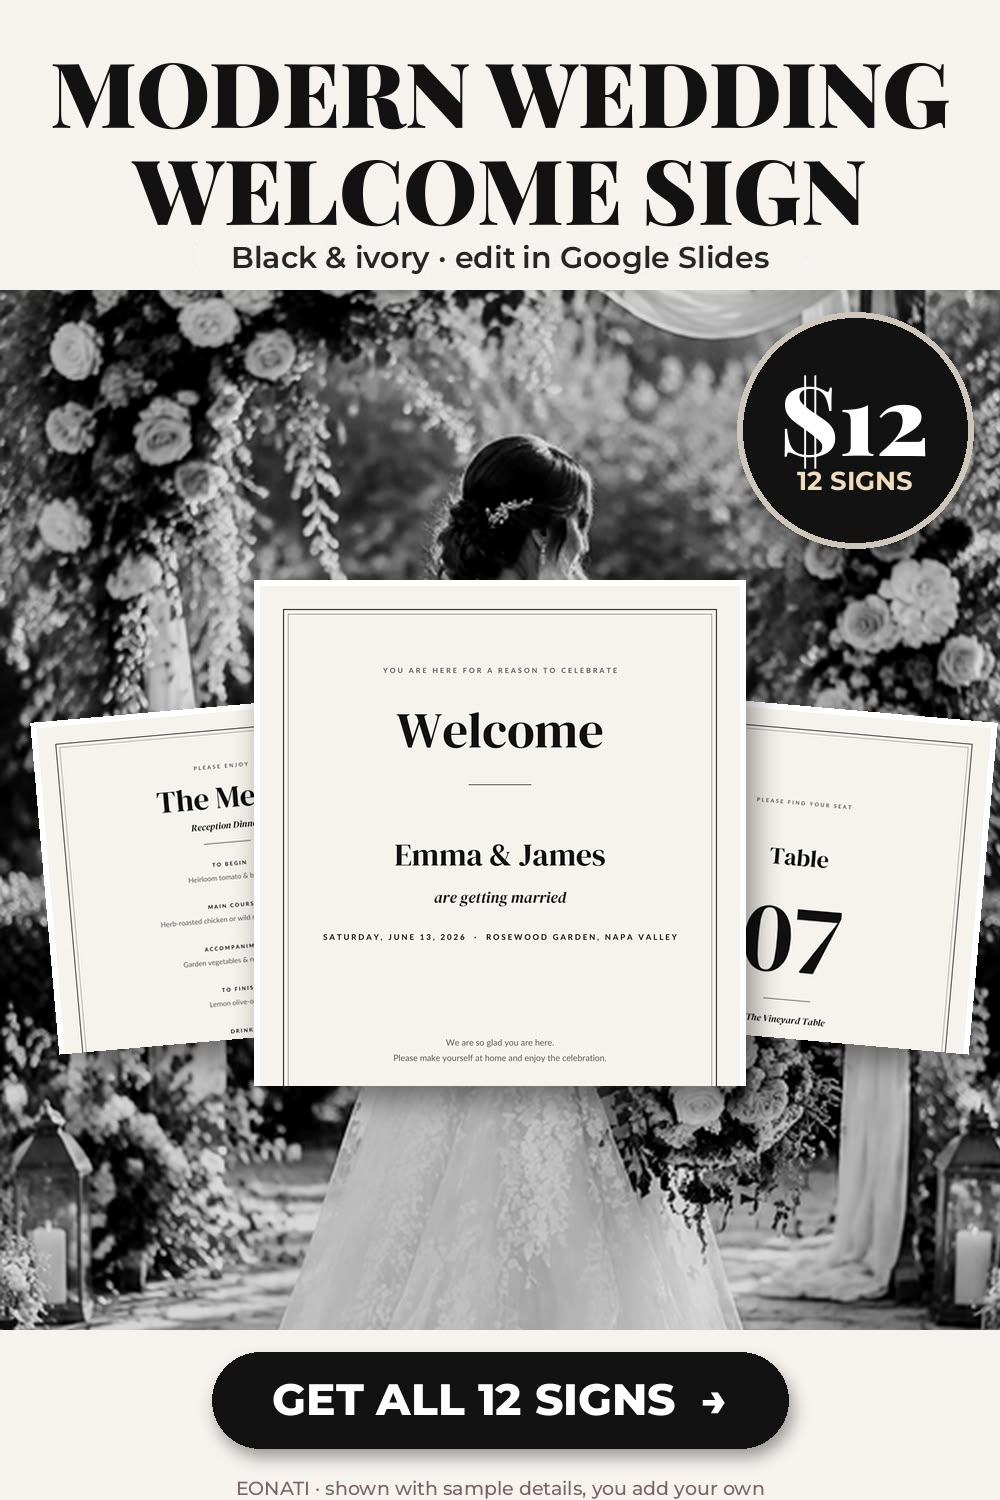 MODERN WEDDING
WELCOME SIGN
Black & ivory · edit in Google Slides
$12
12 SIGNS
YOU ARE HERE FOR A REASON TO CELEBRATE
Welcome
Emma & James
are getting married
SATURDAY, JUNE 13, 2026 · ROSEWOOD GARDEN, NAPA VALLEY
We are so glad you are here.
Please make yourself at home and enjoy the celebration.
PLEASE ENJOY
The Me
Reception Dinn
TO BEGIN
Heirloom tomato & b
MAIN COURS
Herb-roasted chicken or wild
ACCOMPANIM
Garden vegetables &
TO FINIS
Lemon olive-o
DRINK
PLEASE FIND YOUR SEAT
Table
07
The Vineyard Table
GET ALL 12 SIGNS →
EONATI · shown with sample details, you add your own